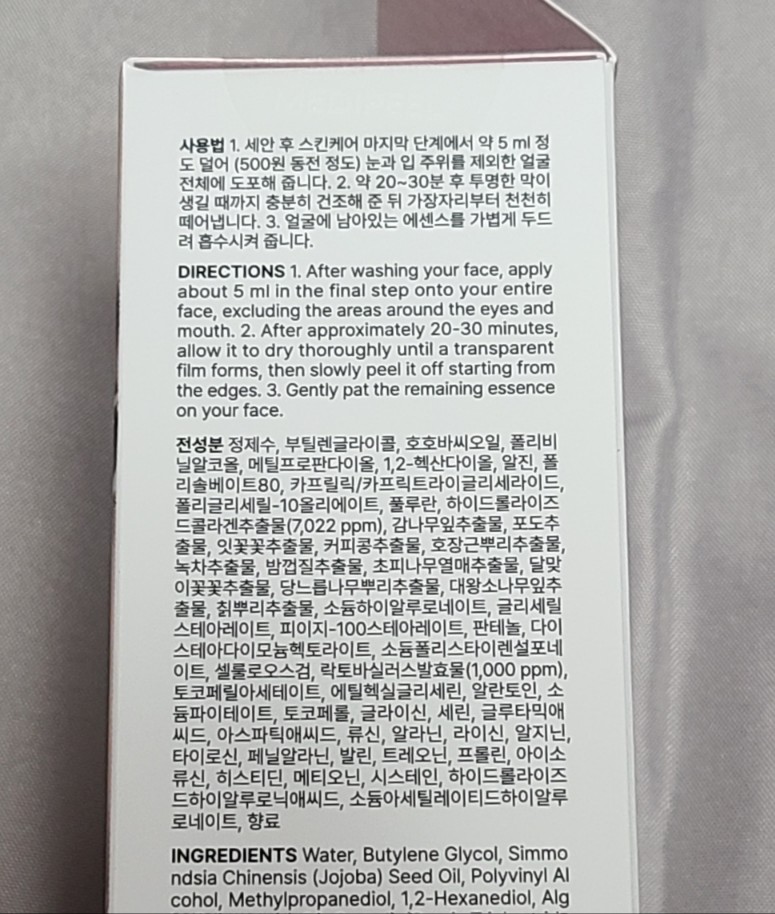 사용법 1. 세안 후 스킨케어 마지막 단계에서 약 5 ml 정
도 덜어 (500원 동전 정도) 눈과 입 주위를 제외한 얼굴
전체에 도포해 줍니다. 2. 약 20~30분 후 투명한 막이
생길 때까지 충분히 건조해 준 뒤 가장자리부터 천천히
떼어냅니다. 3. 얼굴에 남아있는 에센스를 가볍게 두드
려 흡수시켜 줍니다.
DIRECTIONS 1. After washing your face, apply
about 5 ml in the final step onto your entire
face, excluding the areas around the eyes and
mouth. 2. After approximately 20-30 minutes,
allow it to dry thoroughly until a transparent
film forms, then slowly peel it off starting from
the edges. 3. Gently pat the remaining essence
on your face.
전성분 정제수, 부틸렌글라이콜, 호호바씨오일, 폴리비
닐알코올, 메틸프로판다이올, 1,2-헥산다이올, 알진, 폴
리솔베이트80, 카프릴릭/카프릭트라이글리세라이드,
폴리글리세릴-10올리에이트, 풀루란, 하이드롤라이즈
드콜라겐추출물(7,022 ppm), 감나무잎추출물, 포도추
출물, 잇꽃꽃추출물, 커피콩추출물, 호장근뿌리추출물,
녹차추출물, 밤껍질추출물, 초피나무열매추출물, 달맞
이꽃꽃추출물, 당느릅나무뿌리추출물, 대왕소나무잎추
출물, 칡뿌리추출물, 소듐하이알루로네이트, 글리세릴
스테아레이트, 피이지-100스테아레이트, 판테놀, 다이
스테아다이모늄헥토라이트, 소듐폴리스타이렌설포네
이트, 셀룰로오스검, 락토바실러스발효물(1,000 ppm),
토코페릴아세테이트, 에틸헥실글리세린, 알란토인, 소
듐파이테이트, 토코페롤, 글라이신, 세린, 글루타믹애
씨드, 아스파틱애씨드, 류신, 알라닌, 라이신, 알지닌,
타이로신, 페닐알라닌, 발린, 트레오닌, 프롤린, 아이소
류신, 히스티딘, 메티오닌, 시스테인, 하이드롤라이즈
드하이알루로닉애씨드, 소듐아세틸레이티드하이알루
로네이트, 향료
INGREDIENTS Water, Butylene Glycol, Simmo
ndsia Chinensis (Jojoba) Seed Oil, Polyvinyl Al
cohol, Methylpropanediol, 1,2-Hexanediol, Alg